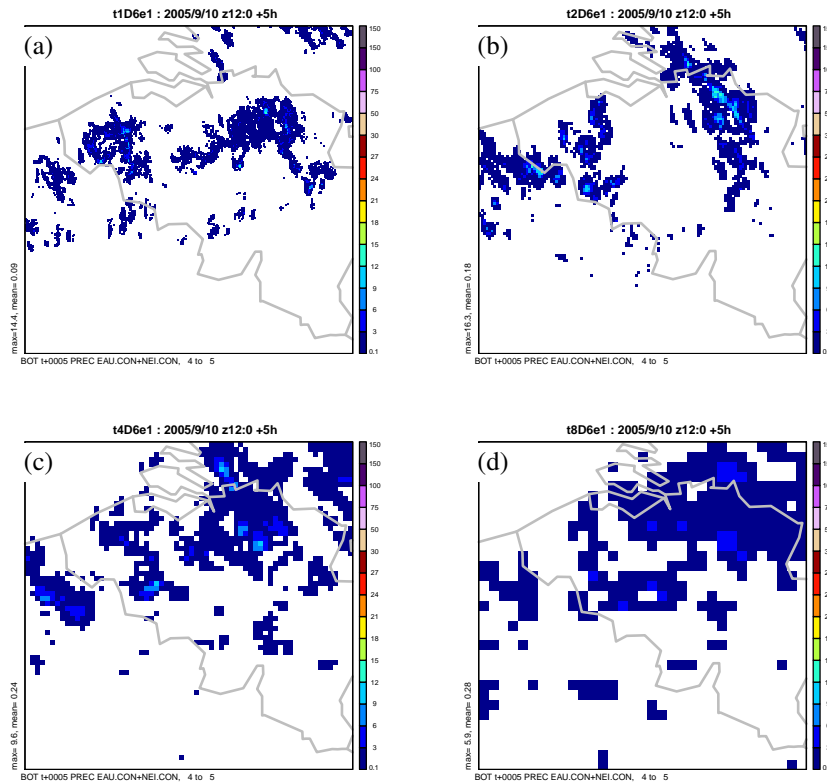 t1D6e1 : 2005/9/10 z12:0 +5h
(a)
150
100
75
50
30
27
24
21
18
15
12
9
6
3
0.1
max=14.4, mean= 0.09
BOT t+0005 PREC EAU.CON+NEI.CON, 4 to 5
t2D6e1 : 2005/9/10 z12:0 +5h
(b)
max=16.3, mean= 0.18
BOT t+0005 PREC EAU.CON+NEI.CON, 4 to 5
t4D6e1 : 2005/9/10 z12:0 +5h
(c)
150
100
75
50
30
27
24
21
18
15
12
9
6
3
0.1
max= 9.6, mean= 0.24
BOT t+0005 PREC EAU.CON+NEI.CON, 4 to 5
t8D6e1 : 2005/9/10 z12:0 +5h
(d)
max= 5.9, mean= 0.28
BOT t+0005 PREC EAU.CON+NEI.CON, 4 to 5